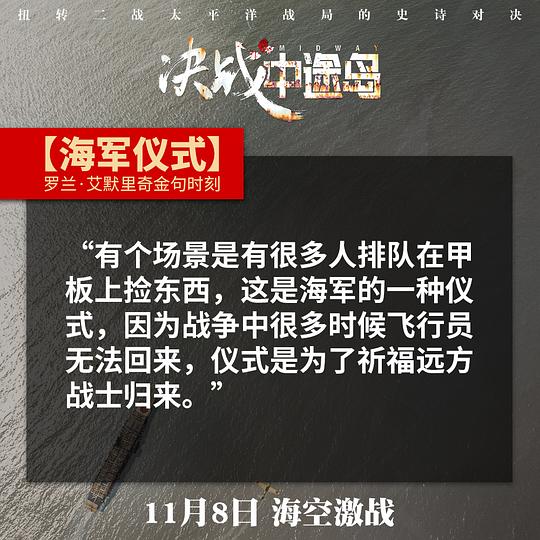 扭转二战太平洋战局的史诗对决
MIDWAY
决战中途岛
【海军仪式】
罗兰·艾默里奇金句时刻
“有个场景是有很多人排队在甲
板上捡东西，这是海军的一种仪
式，因为战争中很多时候飞行员
无法回来，仪式是为了祈福远方
战士归来。”
11月8日 海空激战